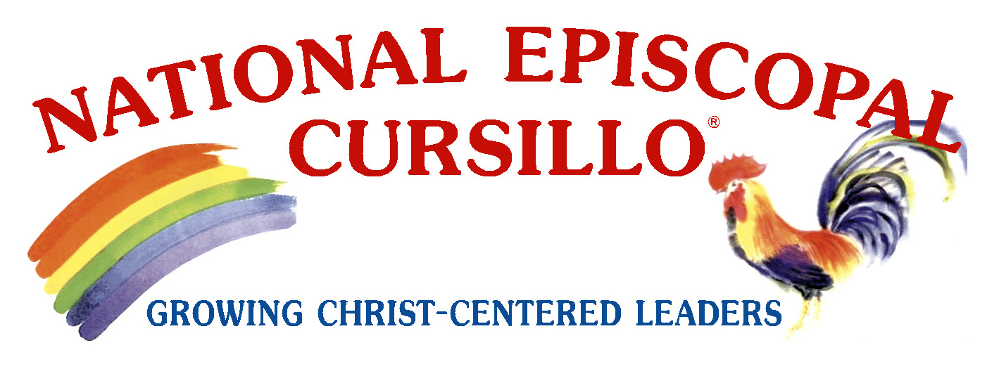 NATIONAL EPISCOPAL
CURSILLO®
GROWING CHRIST-CENTERED LEADERS